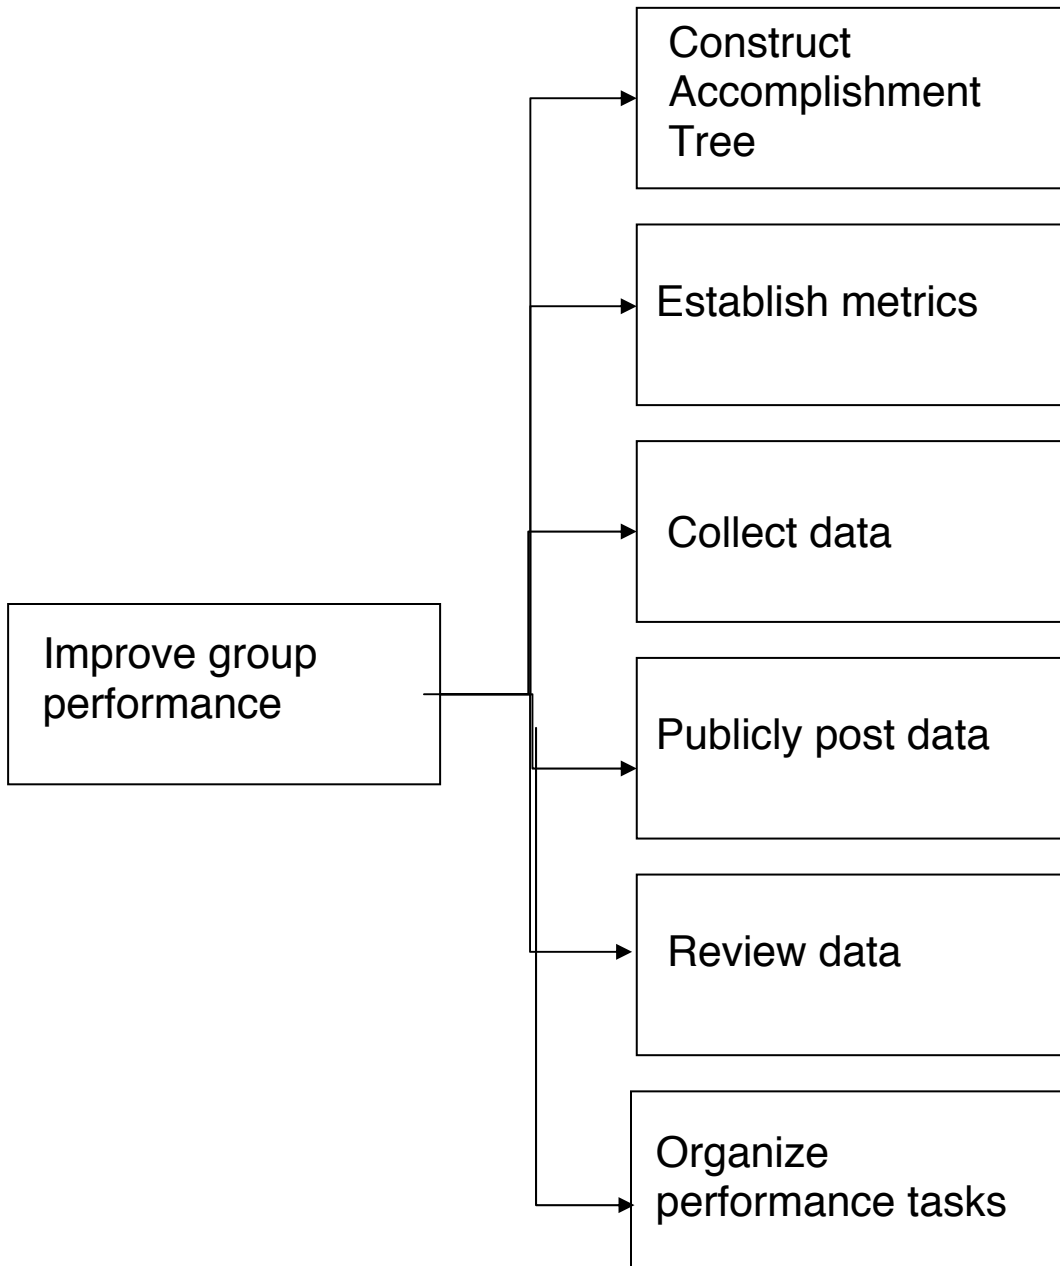 Construct
Accomplishment
Tree
Establish metrics
Collect data
Improve group
performance
Publicly post data
Review data
Organize
performance tasks